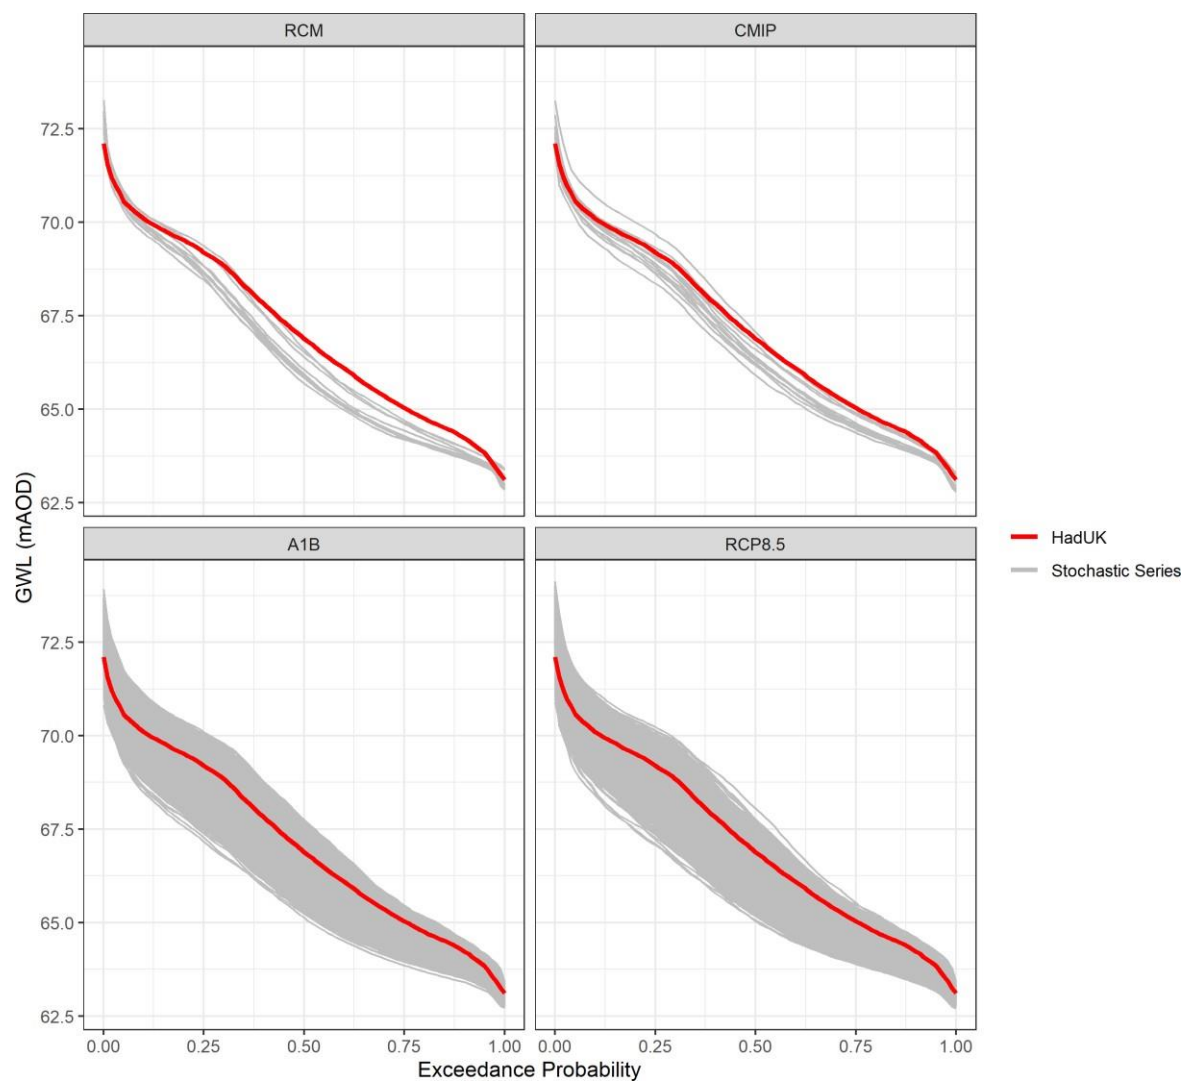 RCM
CMIP
72.5
70.0
67.5
65.0
62.5
A1B
RCP8.5
GWL (mAOD)
HadUK
Stochastic Series
72.5
70.0
67.5
65.0
62.5
0.00 0.25 0.50 0.75 1.00 0.00 0.25 0.50 0.75 1.00
Exceedance Probability